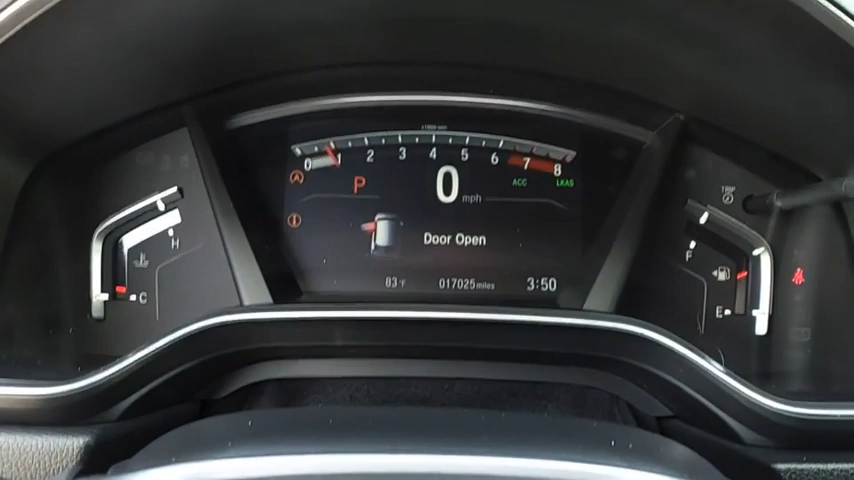 0 1 2 3 4 5 6 7 8
A
P
0 mph
ACC
LKAS
TRIP
H
C
F
E
Door Open
83°F
017025 miles
3:50